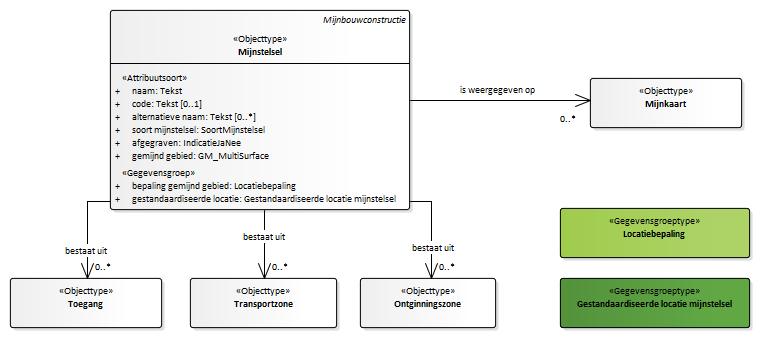 Mijnbouwconstructie
«Objecttype»
Mijnstelsel
«Attribuutsoort»
+ naam: Tekst
+ code: Tekst [0..1]
+ alternatieve naam: Tekst [0..*]
+ soort mijnstelsel: SoortMijnstelsel
+ afgegraven: IndicatieJaNee
+ gemijnd gebied: GM_MultiSurface
«Gegevensgroep»
+ bepaling gemijnd gebied: Locatiebepaling
+ gestandaardiseerde locatie: Gestandaardiseerde locatie mijnstelsel
is weergegeven op
0..*
«Objecttype»
Mijnkaart
bestaat uit
0..*
bestaat uit
0..*
bestaat uit
0..*
«Objecttype»
Toegang
«Objecttype»
Transportzone
«Objecttype»
Ontginningszone
«Gegevensgroeptype»
Locatiebepaling
«Gegevensgroeptype»
Gestandaardiseerde locatie mijnstelsel